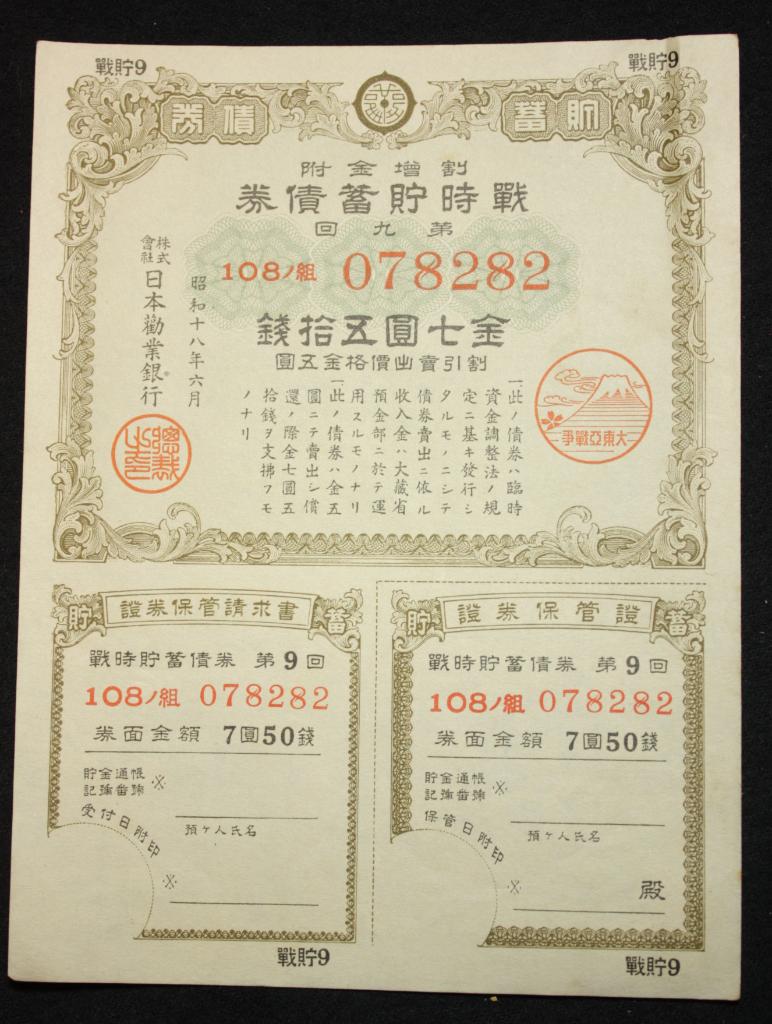 戰貯9
戰貯9
貯蓄債券
割增金附
戰時貯蓄債券
第九回
108ノ組 078282
金七圓五拾錢
割引賣出價格金五圓
大東亞戰爭
一、此ノ債券ハ臨時
資金調整法ノ規
定ニ基キ發行シ
タルモノニシテ
債券賣出ニ依ル
收入金ハ大藏省
預金部ニ於テ運
用スルモノナリ
一、此ノ債券ハ金五
圓ニテ賣出シ償
還ノ際金七圓五
拾錢ヲ支拂フモ
ノナリ
昭和十八年六月
株式會社日本勸業銀行
總裁之印
貯蓄
證券保管請求書
戰時貯蓄債券 第9回
108ノ組 078282
券面金額 7圓50錢
貯金通帳
記號番號 ※
受付日附印
預ケ人氏名
※
戰貯9
貯蓄
證券保管證
戰時貯蓄債券 第9回
108ノ組 078282
券面金額 7圓50錢
貯金通帳
記號番號 ※
保管日附印
預ケ人氏名
※
殿
戰貯9